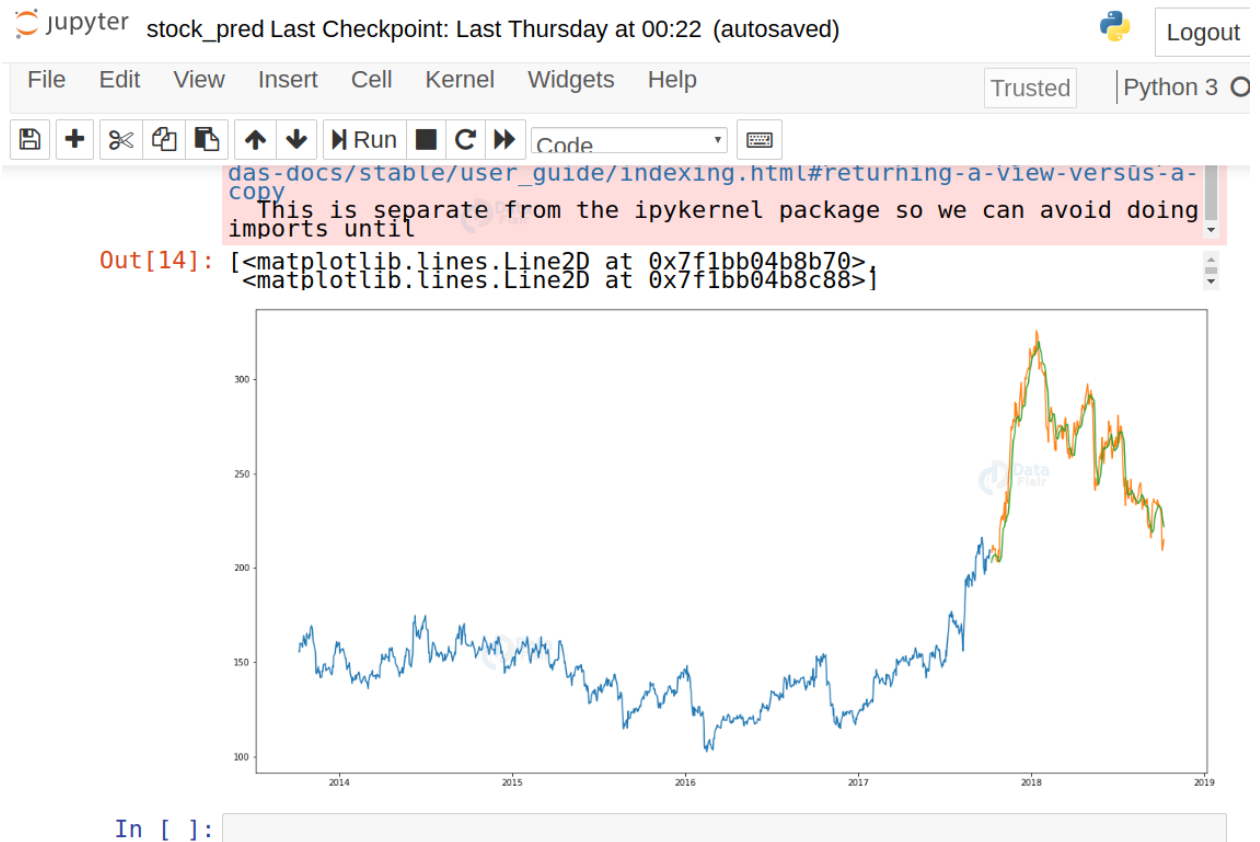 jupyter stock_pred Last Checkpoint: Last Thursday at 00:22 (autosaved) Logout
File Edit View Insert Cell Kernel Widgets Help Trusted Python 3
Run Code
das-docs/stable/user_guide/indexing.html#returning-a-view-versus-a-
copy
This is separate from the ipykernel package so we can avoid doing
imports until
Out[14]: [<matplotlib.lines.Line2D at 0x7f1bb04b8b70>,
<matplotlib.lines.Line2D at 0x7f1bb04b8c88>]
300
250
200
150
100
2014 2015 2016 2017 2018 2019
Data
Flair
In [ ]: